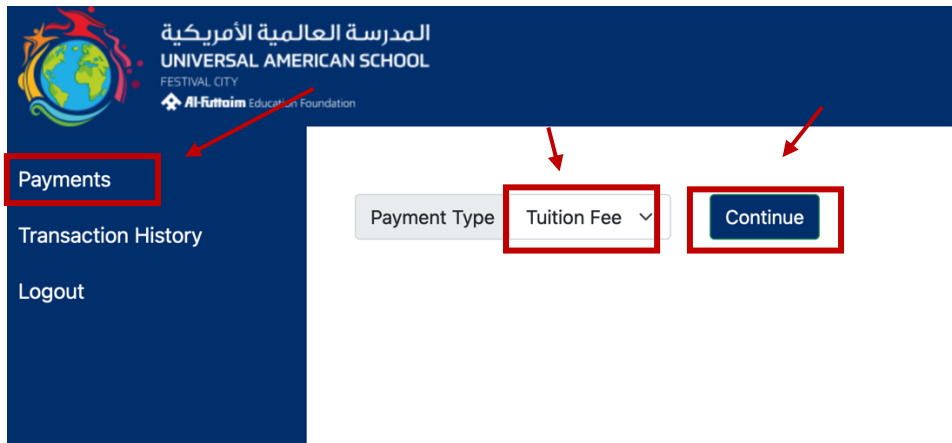 المدرسة العالمية الأمريكية
UNIVERSAL AMERICAN SCHOOL
FESTIVAL CITY
Al-Futtaim Education Foundation
Payments
Transaction History
Logout
Payment Type Tuition Fee Continue